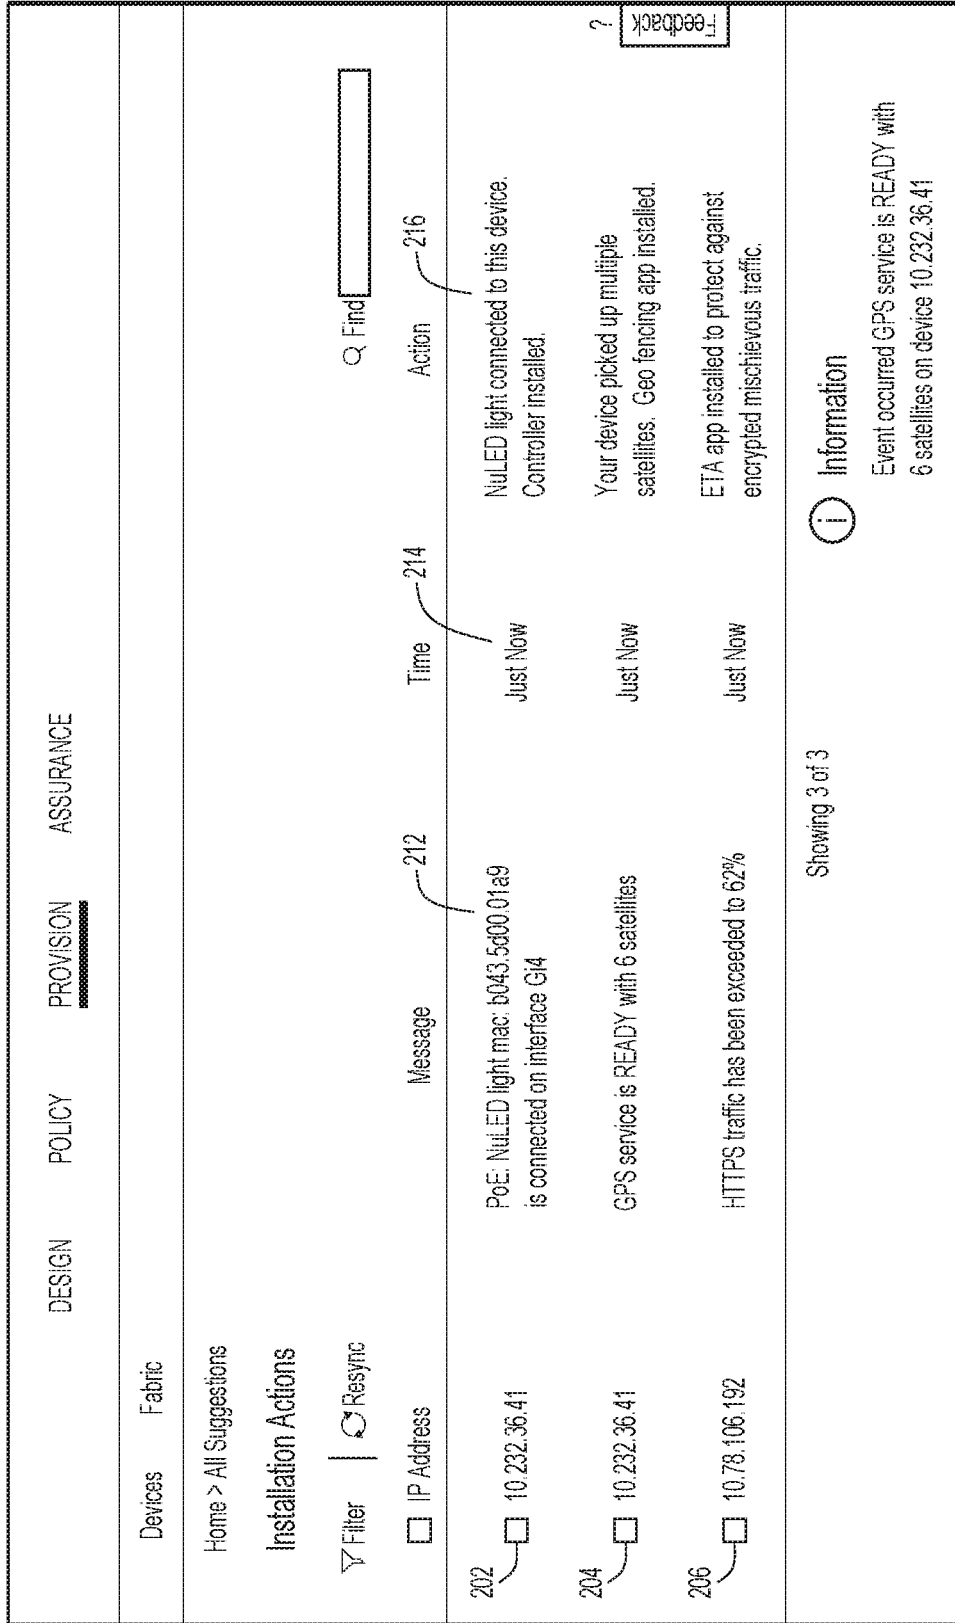 DESIGN POLICY PROVISION ASSURANCE
Devices Fabric
Home > All Suggestions
Installation Actions
Filter | Resync Find
IP Address Message Time Action
212 214 216
202
10.232.36.41 PoE: NuLED light mac: b043.5d00.01a9 Just Now NuLED light connected to this device.
is connected on interface Gi4 Controller installed.
204
10.232.36.41 GPS service is READY with 6 satellites Just Now Your device picked up multiple
satellites. Geo fencing app installed.
206
10.78.106.192 HTTPS traffic has been exceeded to 62% Just Now ETA app installed to protect against
encrypted mischievous traffic.
?
Feedback
Showing 3 of 3
i Information
Event occurred GPS service is READY with
6 satellites on device 10.232.36.41